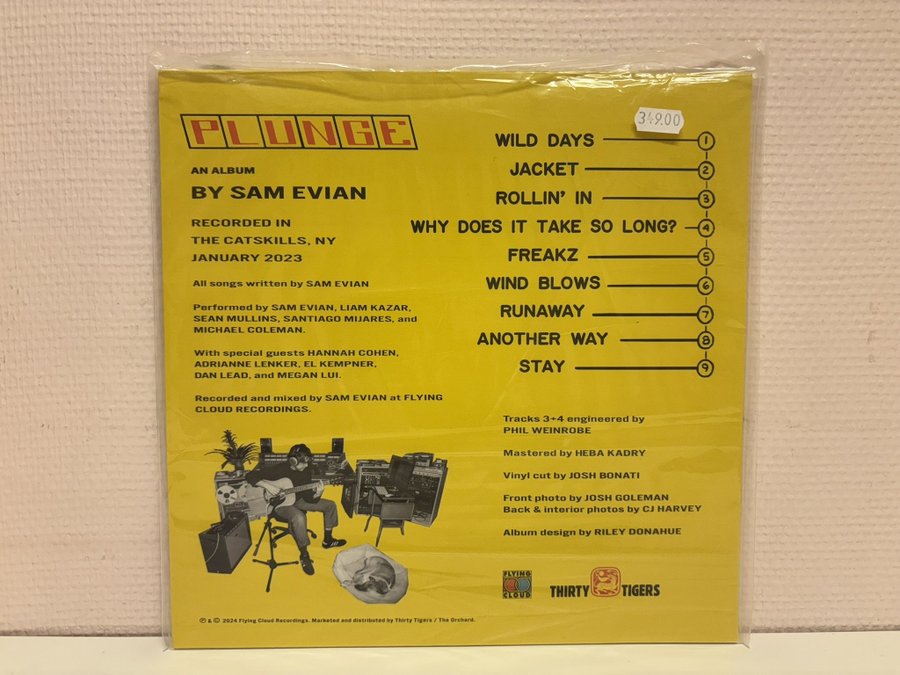 PLUNGE
AN ALBUM
BY SAM EVIAN
RECORDED IN
THE CATSKILLS, NY
JANUARY 2023
All songs written by SAM EVIAN
Performed by SAM EVIAN, LIAM KAZAR,
SEAN MULLINS, SANTIAGO MIJARES, and
MICHAEL COLEMAN.
With special guests HANNAH COHEN,
ADRIANNE LENKER, EL KEMPNER,
DAN LEAD, and MEGAN LUI.
Recorded and mixed by SAM EVIAN at FLYING
CLOUD RECORDINGS.
349.00
WILD DAYS 1
JACKET 2
ROLLIN' IN 3
WHY DOES IT TAKE SO LONG? 4
FREAKZ 5
WIND BLOWS 6
RUNAWAY 7
ANOTHER WAY 8
STAY 9
Tracks 3+4 engineered by
PHIL WEINROBE
Mastered by HEBA KADRY
Vinyl cut by JOSH BONATI
Front photo by JOSH GOLEMAN
Back & interior photos by CJ HARVEY
Album design by RILEY DONAHUE
FLYING
CLOUD
THIRTY TIGERS
℗ & © 2024 Flying Cloud Recordings. Marketed and distributed by Thirty Tigers / The Orchard.